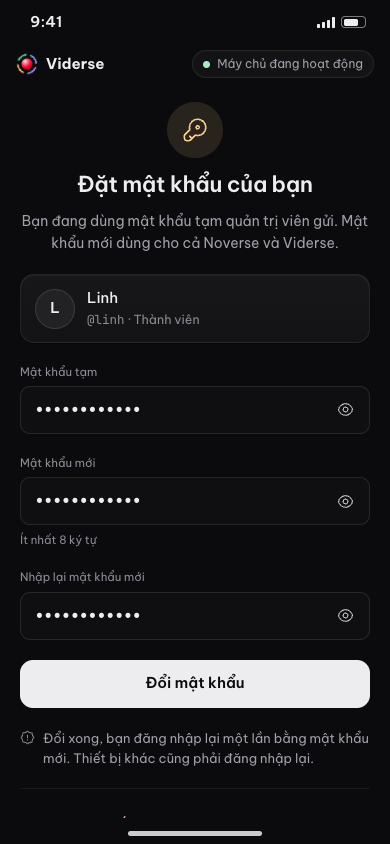 9:41
Viderse
Máy chủ đang hoạt động
Đặt mật khẩu của bạn
Bạn đang dùng mật khẩu tạm quản trị viên gửi. Mật
khẩu mới dùng cho cả Noverse và Viderse.
L
Linh
@linh · Thành viên
Mật khẩu tạm
••••••••••••
Mật khẩu mới
••••••••••••
Ít nhất 8 ký tự
Nhập lại mật khẩu mới
••••••••••••
Đổi mật khẩu
Đổi xong, bạn đăng nhập lại một lần bằng mật khẩu
mới. Thiết bị khác cũng phải đăng nhập lại.